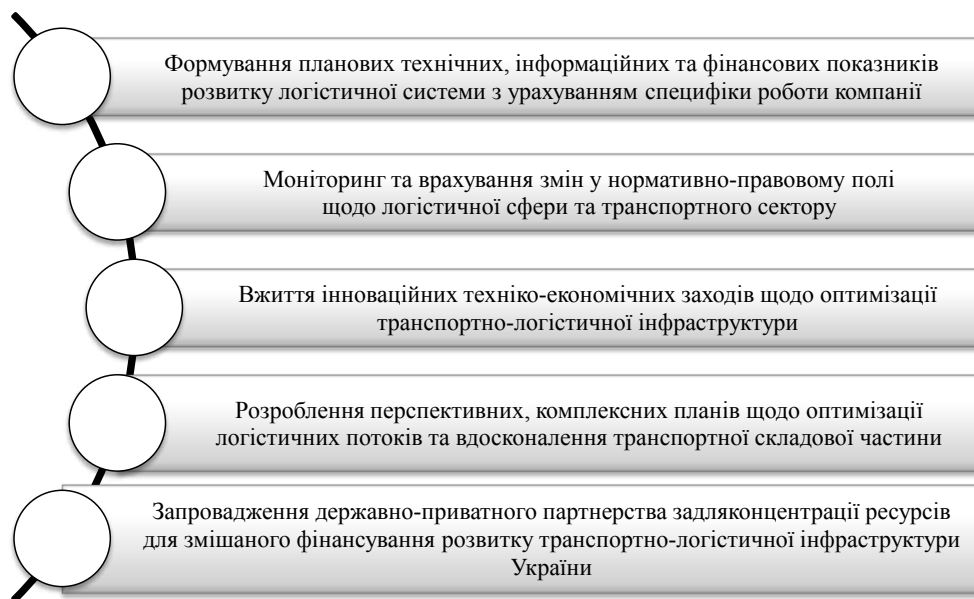 Формування планових технічних, інформаційних та фінансових показників
розвитку логістичної системи з урахуванням специфіки роботи компанії
Моніторинг та врахування змін у нормативно-правовому полі
щодо логістичної сфери та транспортного сектору
Вжиття інноваційних техніко-економічних заходів щодо оптимізації
транспортно-логістичної інфраструктури
Розроблення перспективних, комплексних планів щодо оптимізації
логістичних потоків та вдосконалення транспортної складової частини
Запровадження державно-приватного партнерства задляконцентрації ресурсів
для змішаного фінансування розвитку транспортно-логістичної інфраструктури
України